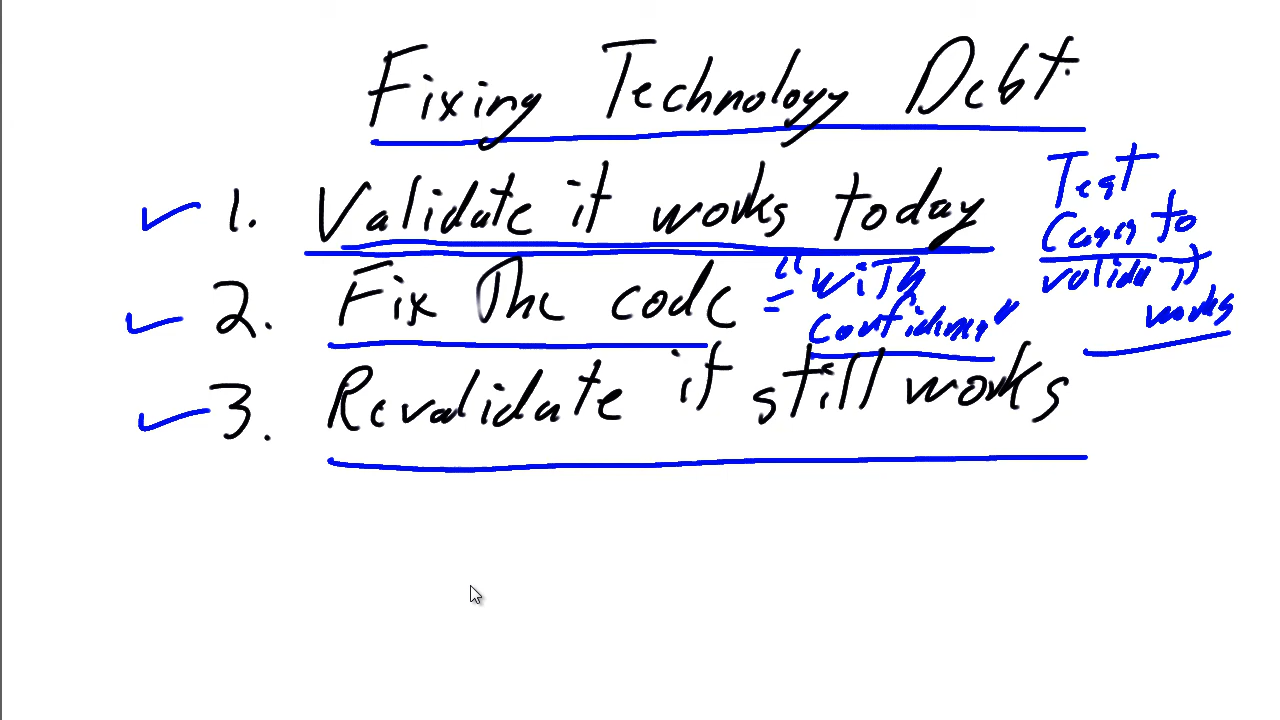 Fixing Technology Debt.
1. Validate it works today
Test
Cases to
validate it
works
2. Fix The code
"with
confidence"
3. Revalidate it still works